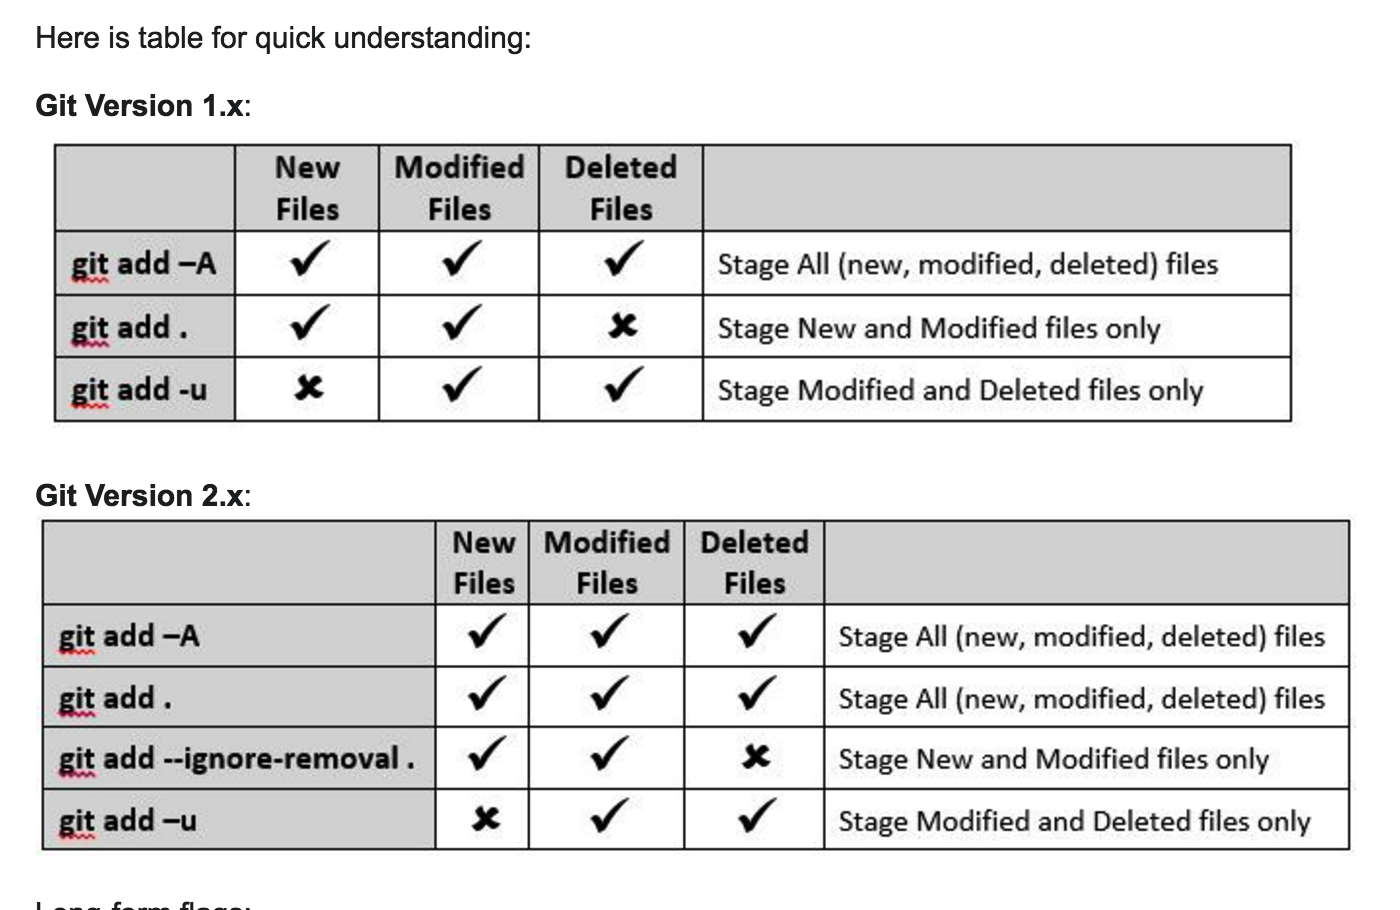 Here is table for quick understanding:
Git Version 1.x:
New Files Modified Files Deleted Files
git add –A ✓ ✓ ✓ Stage All (new, modified, deleted) files
git add . ✓ ✓ ✗ Stage New and Modified files only
git add -u ✗ ✓ ✓ Stage Modified and Deleted files only
Git Version 2.x:
New Files Modified Files Deleted Files
git add –A ✓ ✓ ✓ Stage All (new, modified, deleted) files
git add . ✓ ✓ ✓ Stage All (new, modified, deleted) files
git add --ignore-removal . ✓ ✓ ✗ Stage New and Modified files only
git add –u ✗ ✓ ✓ Stage Modified and Deleted files only